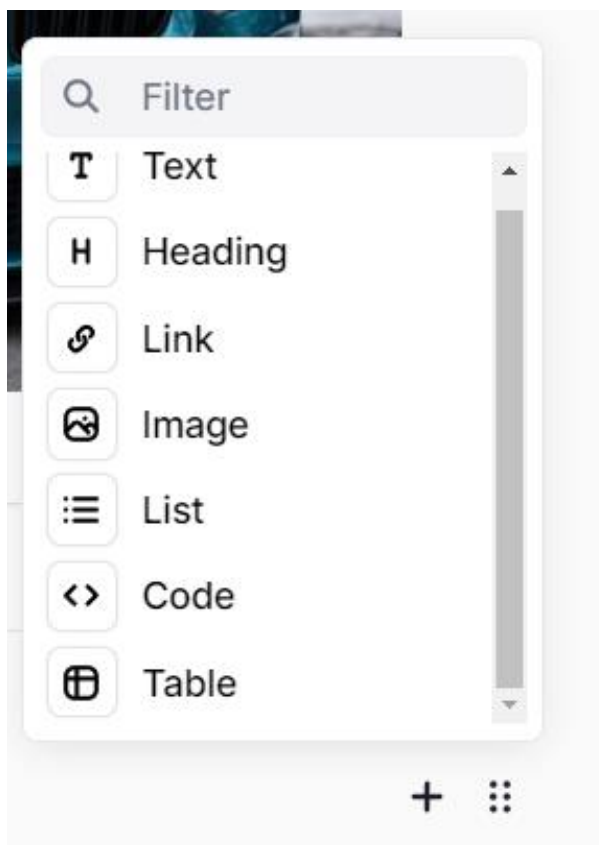 Filter
Text
Heading
Link
Image
List
Code
Table